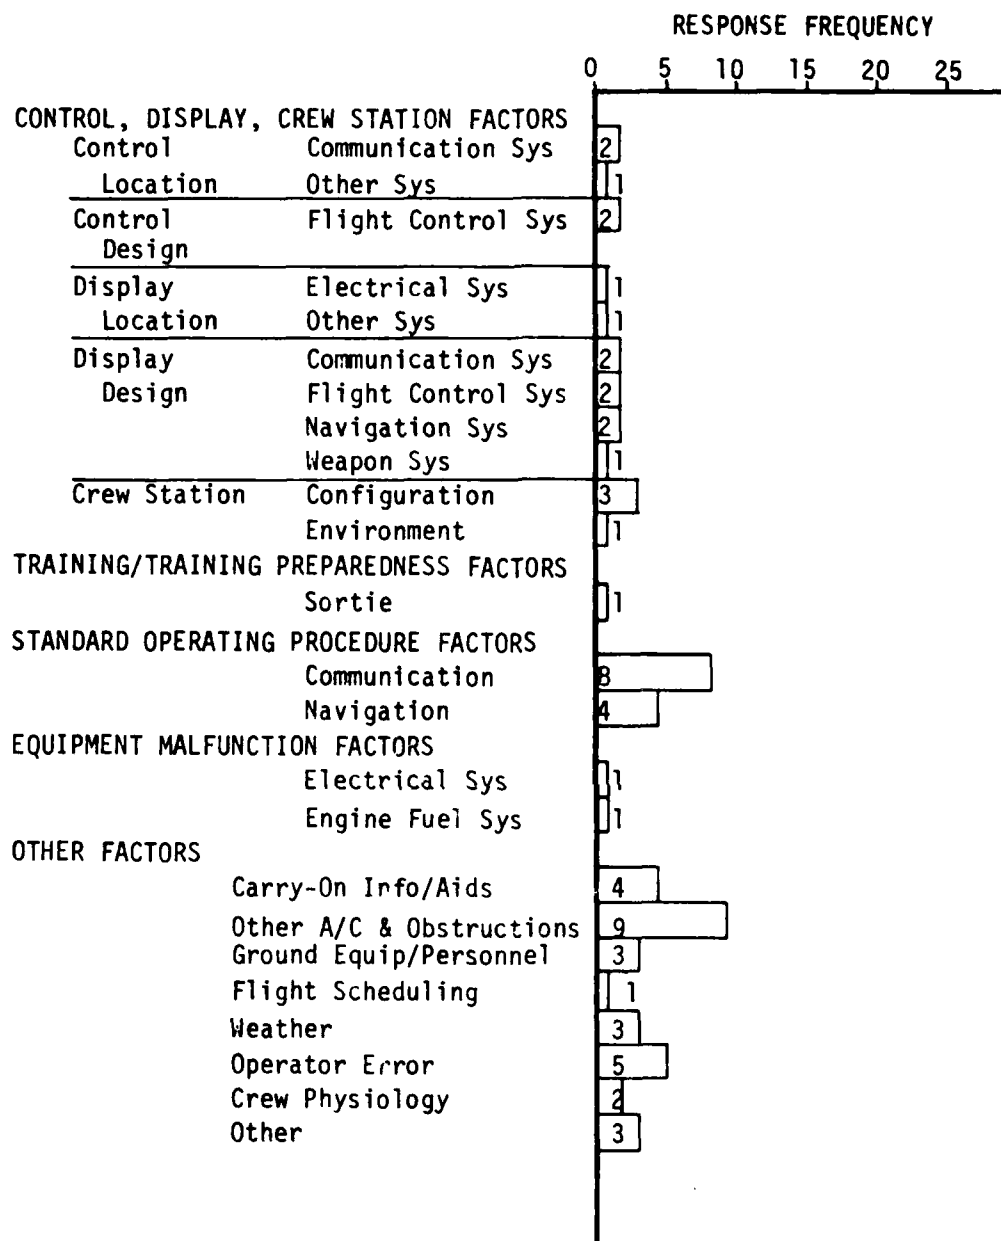 RESPONSE FREQUENCY
0 5 10 15 20 25
CONTROL, DISPLAY, CREW STATION FACTORS
Control Communication Sys 2
Location Other Sys 1
Control Flight Control Sys 2
Design
Display Electrical Sys 1
Location Other Sys 1
Display Communication Sys 2
Design Flight Control Sys 2
Navigation Sys 2
Weapon Sys 1
Crew Station Configuration 3
Environment 1
TRAINING/TRAINING PREPAREDNESS FACTORS
Sortie 1
STANDARD OPERATING PROCEDURE FACTORS
Communication 8
Navigation 4
EQUIPMENT MALFUNCTION FACTORS
Electrical Sys 1
Engine Fuel Sys 1
OTHER FACTORS
Carry-On Info/Aids 4
Other A/C & Obstructions 9
Ground Equip/Personnel 3
Flight Scheduling 1
Weather 3
Operator Error 5
Crew Physiology 2
Other 3